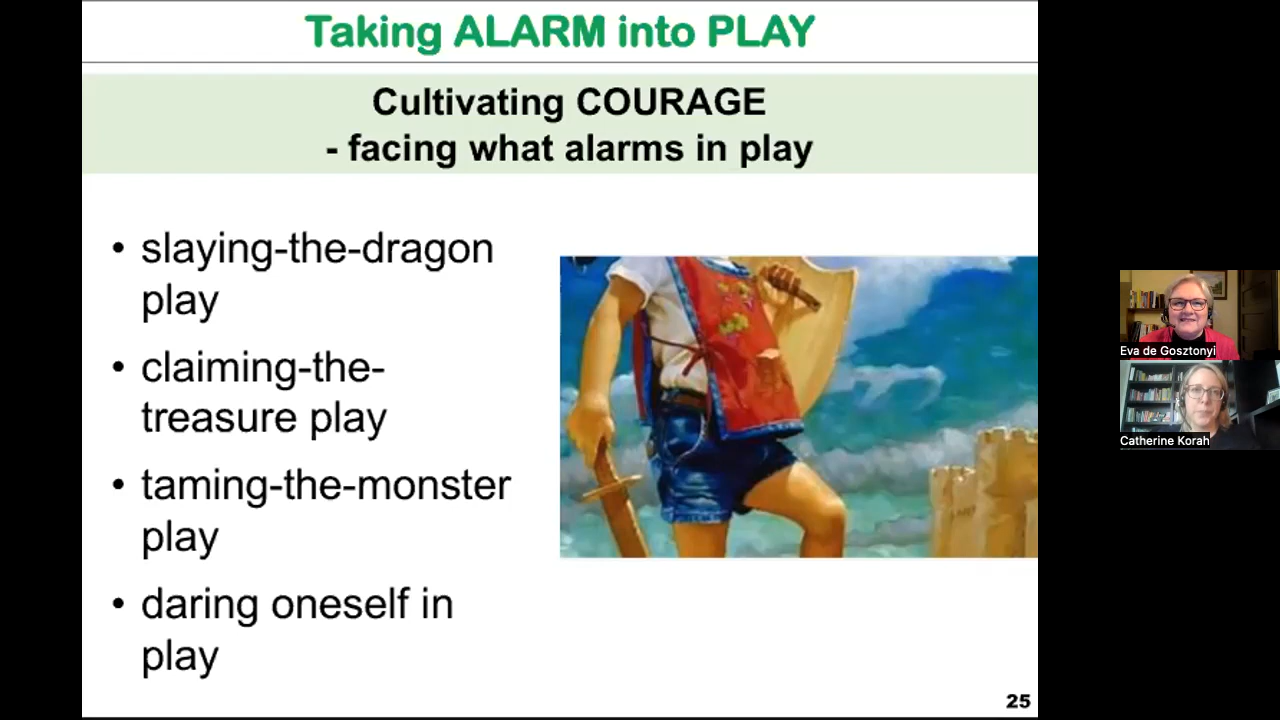 Taking ALARM into PLAY
Cultivating COURAGE
- facing what alarms in play
• slaying-the-dragon
play
• claiming-the-
treasure play
• taming-the-monster
play
• daring oneself in
play
25
Eva de Gosztonyi
Catherine Korah